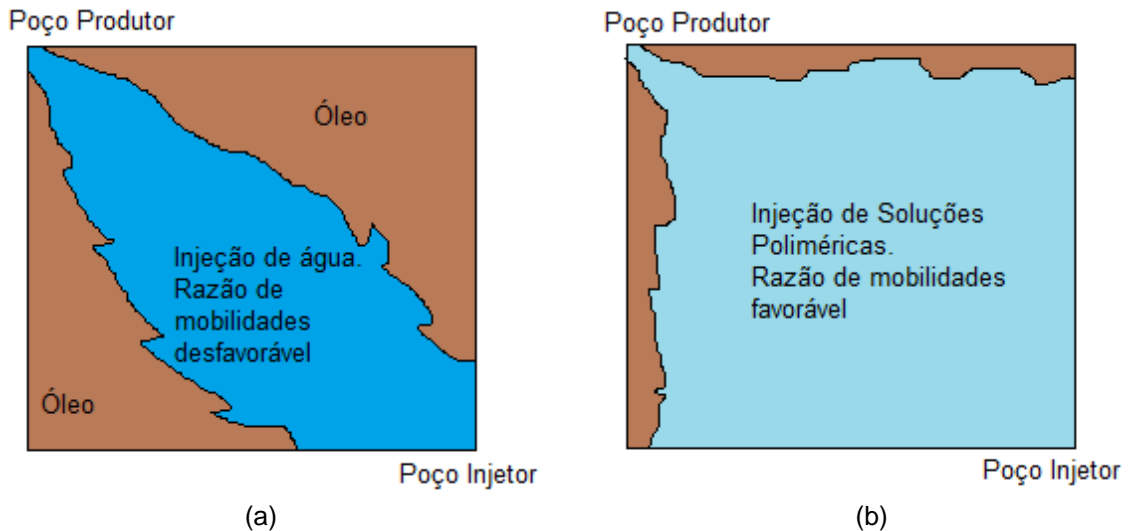 Poço Produtor
Óleo
Injeção de água.
Razão de
mobilidades
desfavorável
Óleo
Poço Injetor
(a)
Poço Produtor
Injeção de Soluções
Poliméricas.
Razão de mobilidades
favorável
Poço Injetor
(b)